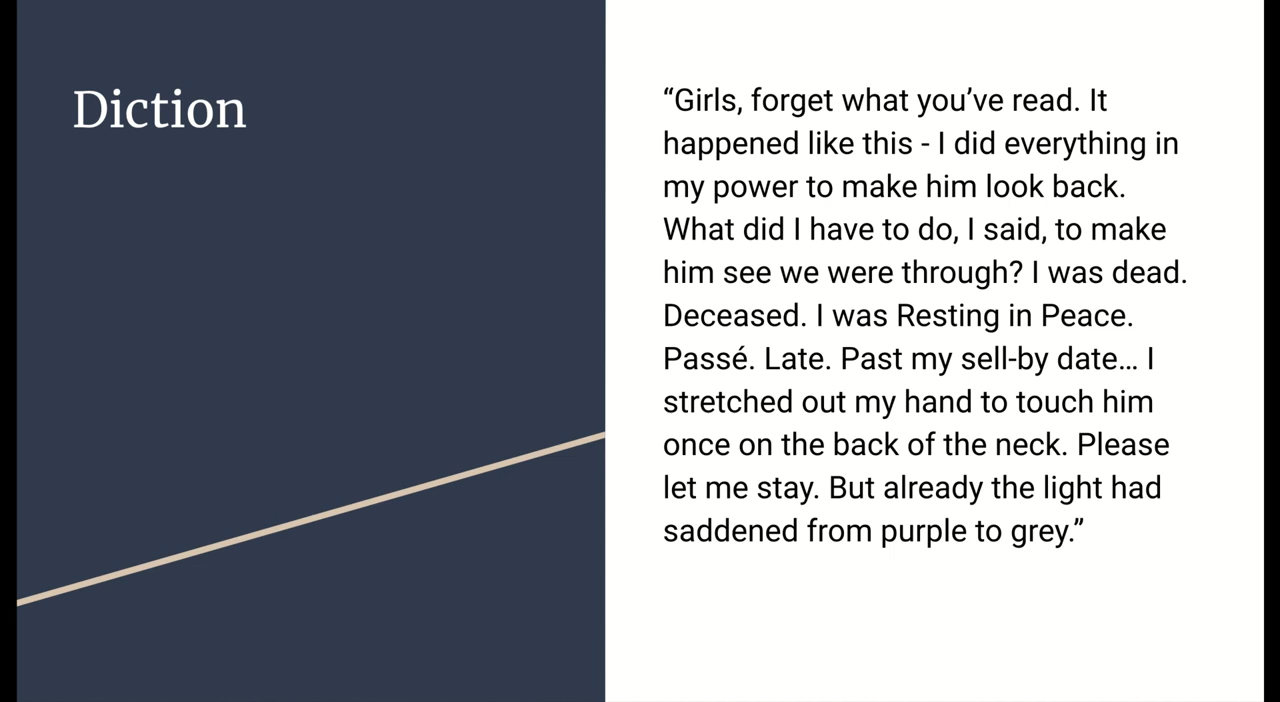 Diction
“Girls, forget what you’ve read. It
happened like this - I did everything in
my power to make him look back.
What did I have to do, I said, to make
him see we were through? I was dead.
Deceased. I was Resting in Peace.
Passé. Late. Past my sell-by date… I
stretched out my hand to touch him
once on the back of the neck. Please
let me stay. But already the light had
saddened from purple to grey.”